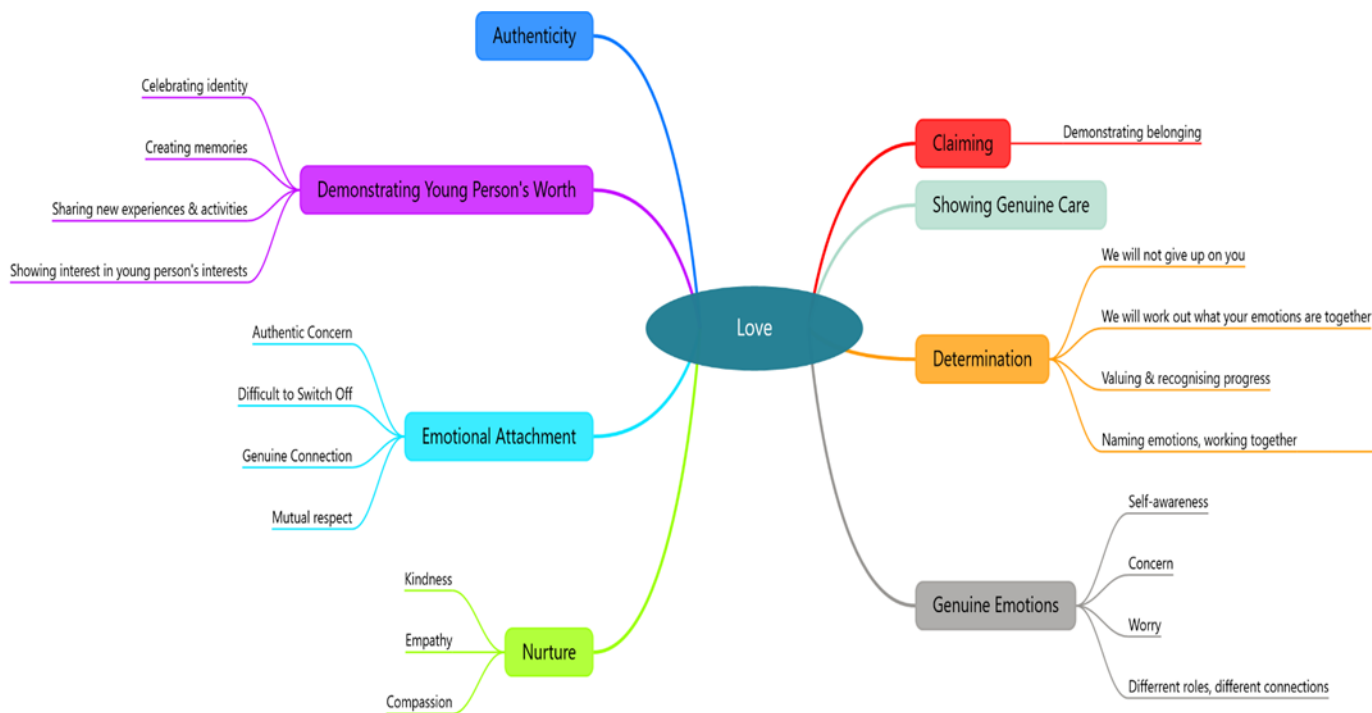 Love
Authenticity
Demonstrating Young Person's Worth
Celebrating identity
Creating memories
Sharing new experiences & activities
Showing interest in young person's interests
Emotional Attachment
Authentic Concern
Difficult to Switch Off
Genuine Connection
Mutual respect
Nurture
Kindness
Empathy
Compassion
Claiming
Demonstrating belonging
Showing Genuine Care
Determination
We will not give up on you
We will work out what your emotions are together
Valuing & recognising progress
Naming emotions, working together
Genuine Emotions
Self-awareness
Concern
Worry
Differrent roles, different connections